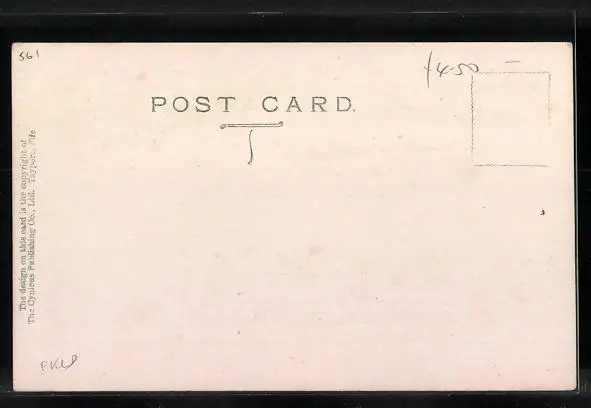 561
£4-50
POST CARD.
The design on this card is the copyright of
The Cynicus Publishing Co., Ltd. Tayport, Fife